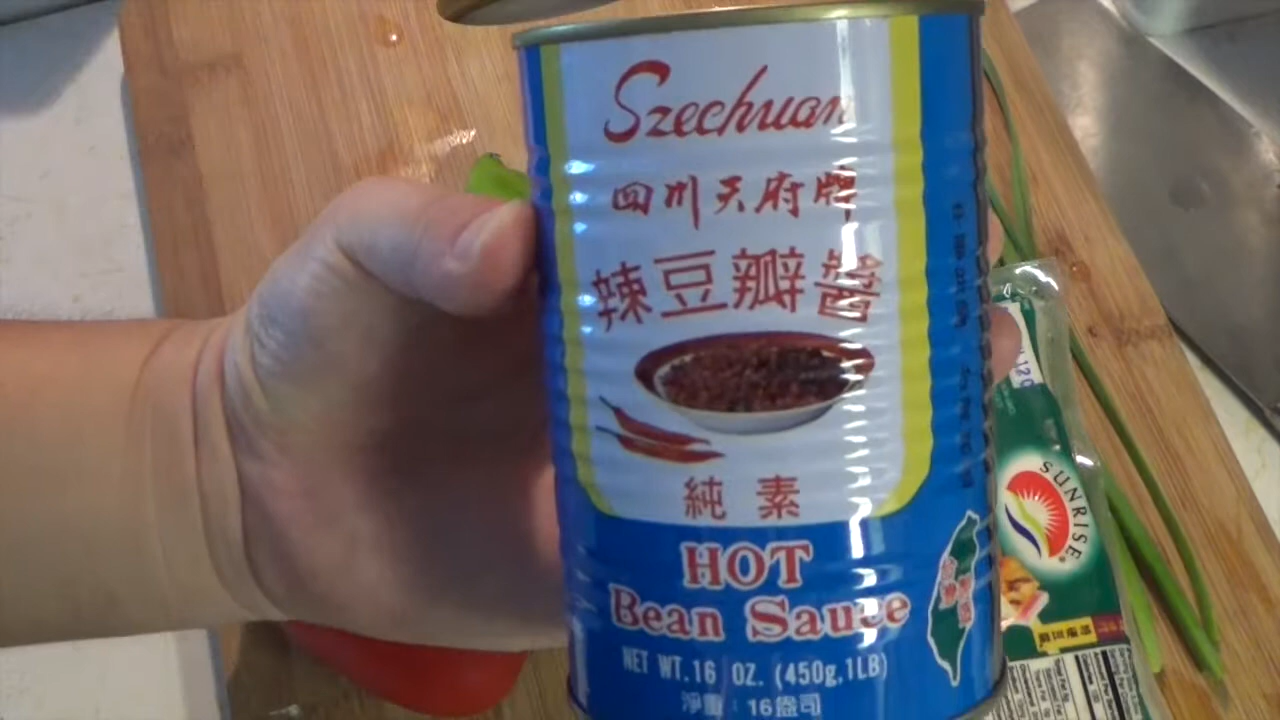 Szechuan
四川天府牌
辣豆瓣醬
純素
HOT
Bean Sauce
NET WT.16 OZ. (450g,1LB)
淨重:16盎司
SUNRISE